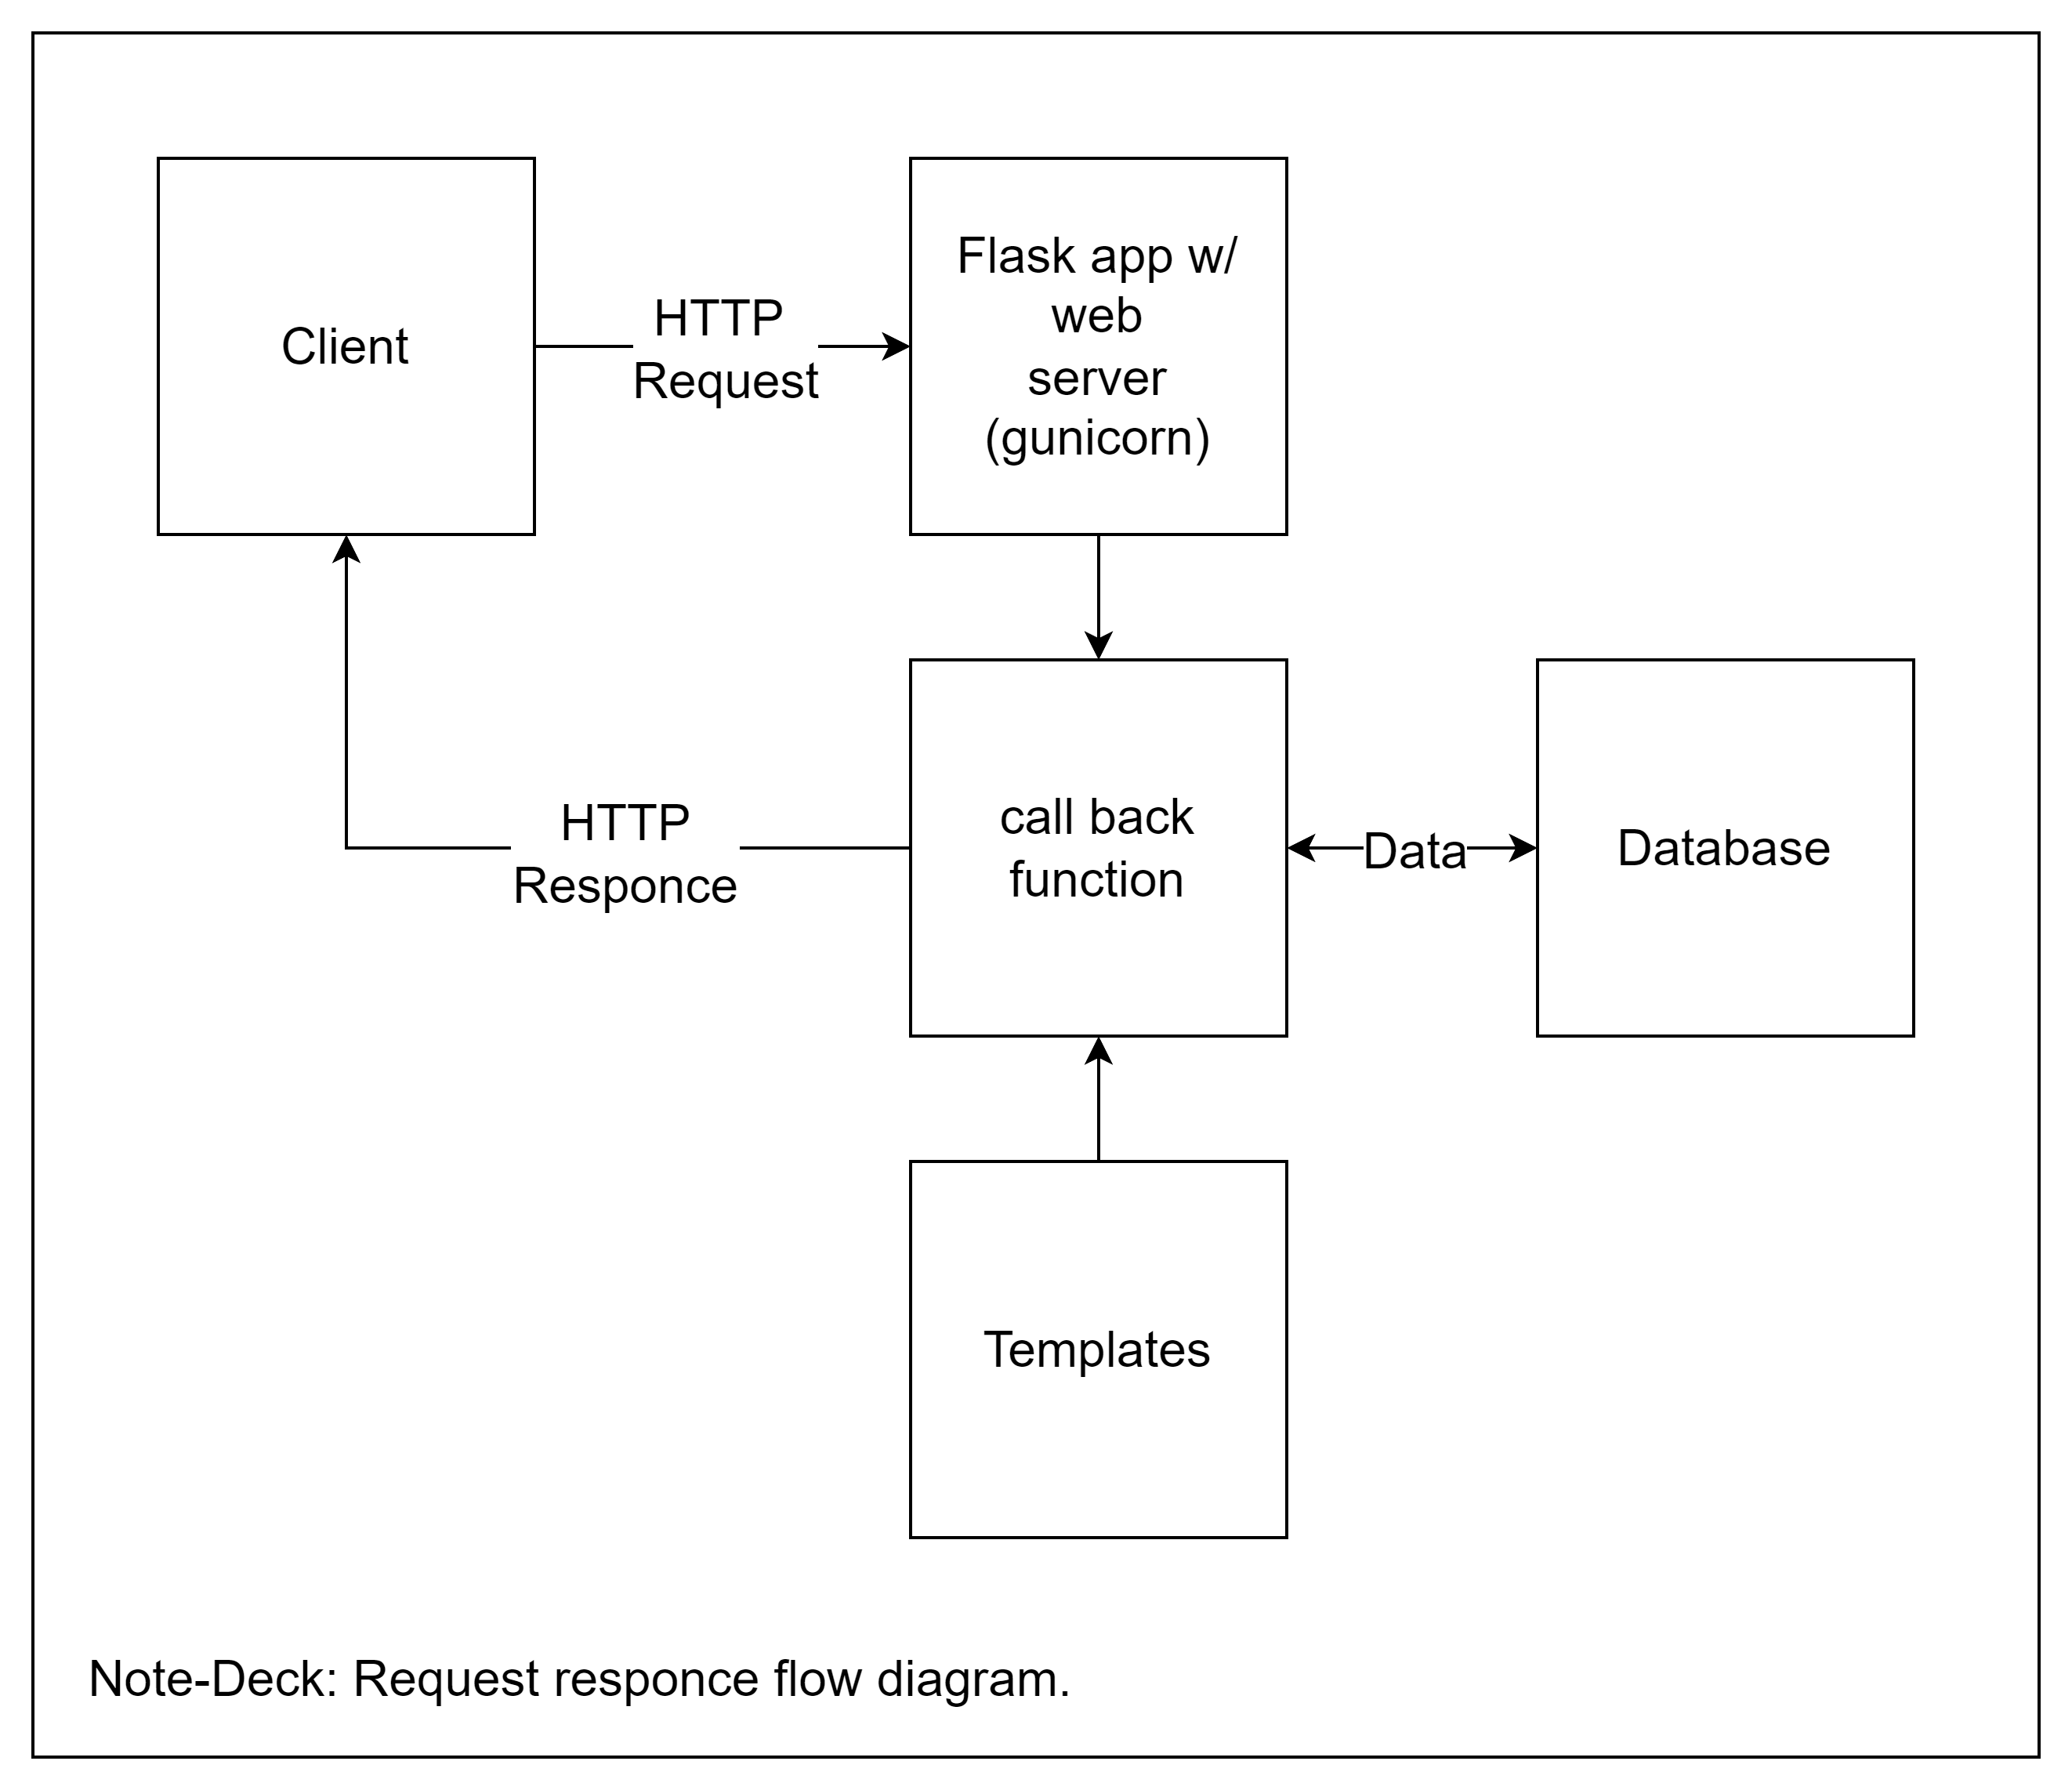 Client
HTTP
Request
Flask app w/
web
server
(gunicorn)
HTTP
Responce
call back
function
Data
Database
Templates
Note-Deck: Request responce flow diagram.